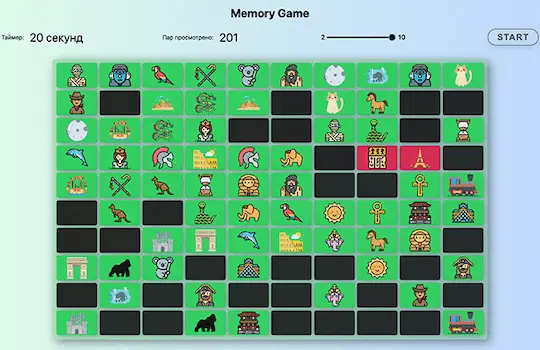 Memory Game
Таймер: 20 секунд
Пар просмотрено: 201
2 10
START